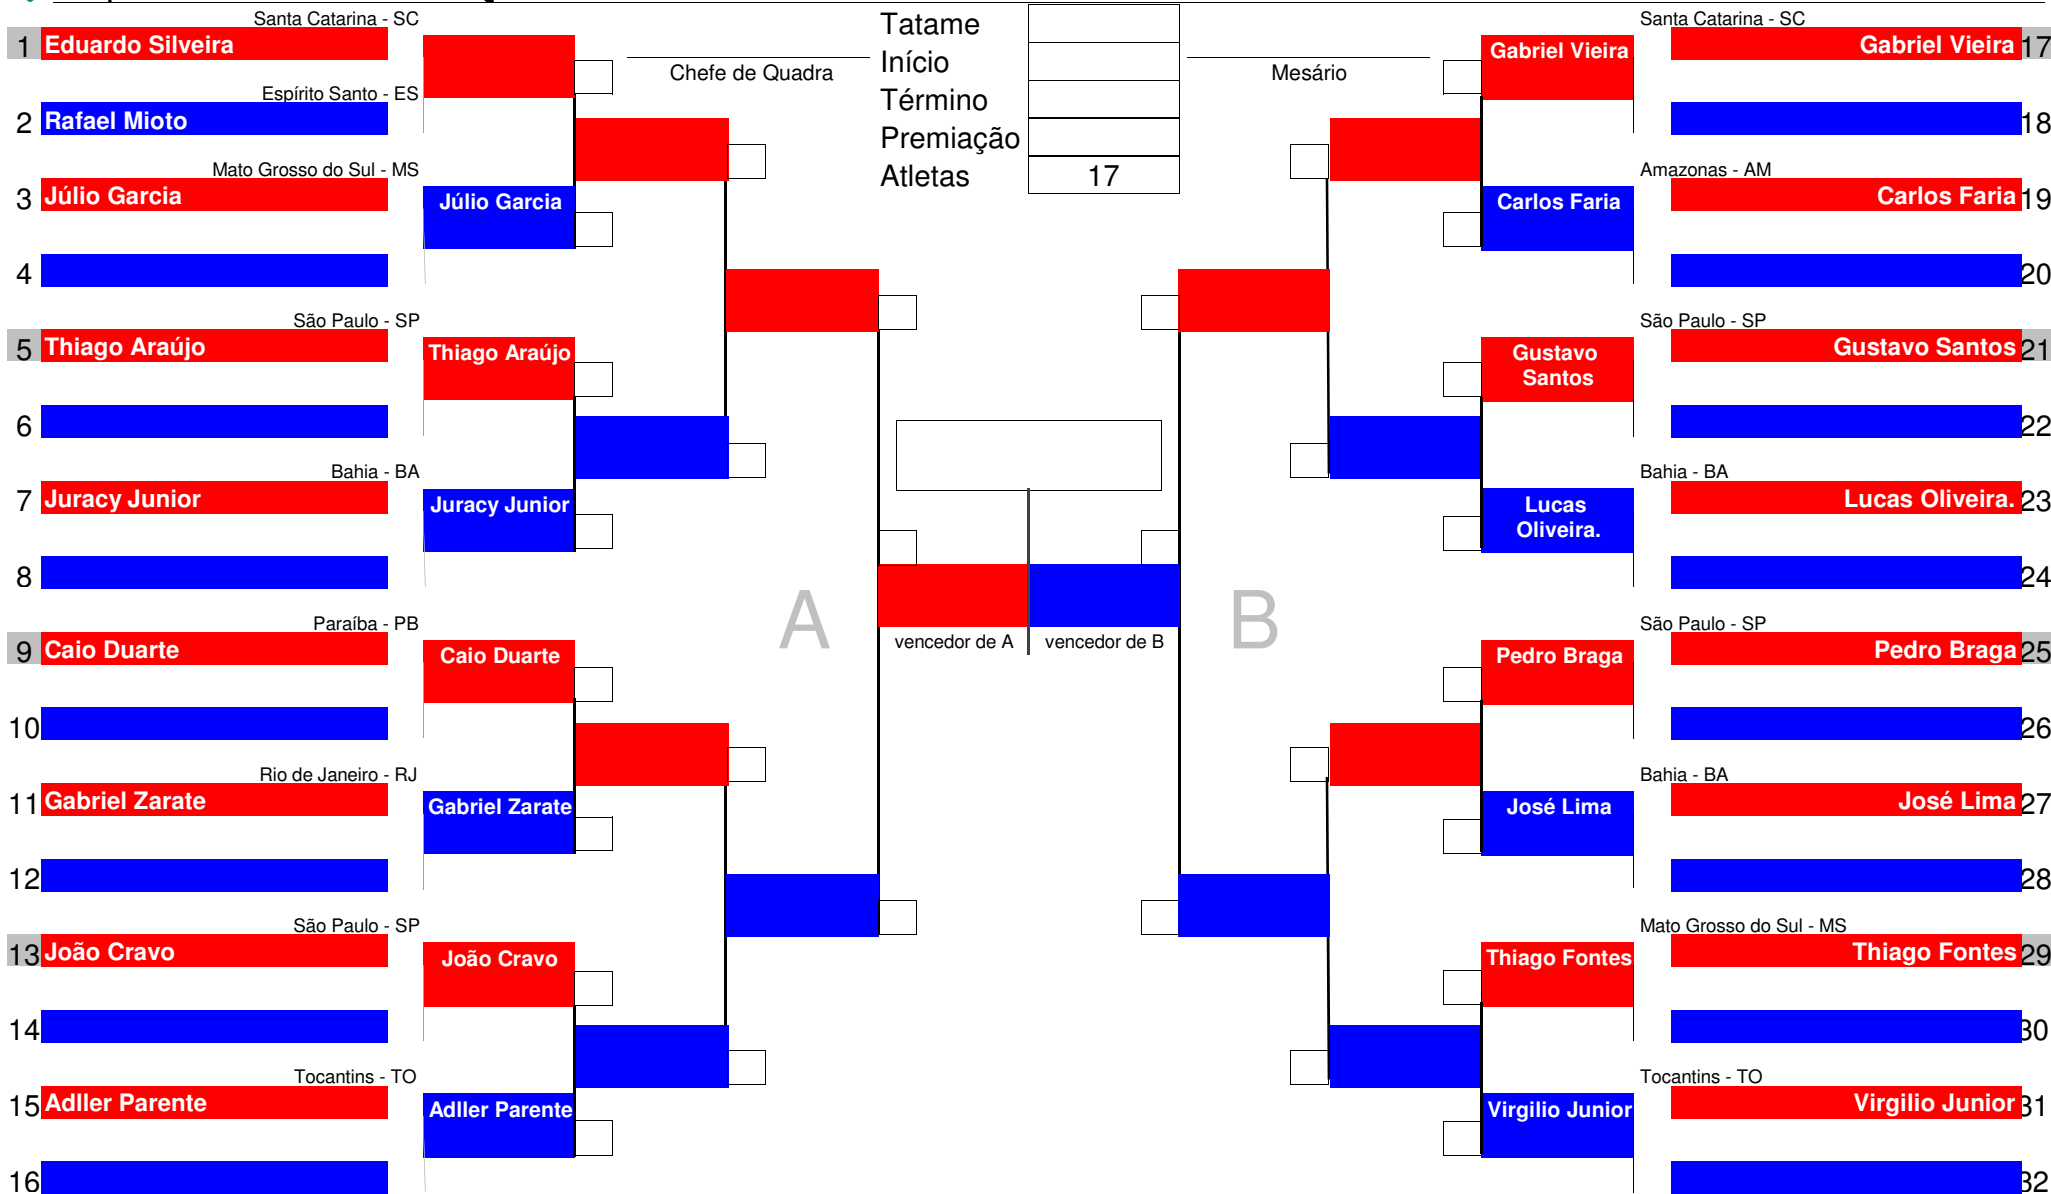 Santa Catarina - SC
1 Eduardo Silveira
Espírito Santo - ES
2 Rafael Mioto
Mato Grosso do Sul - MS
3 Júlio Garcia
Júlio Garcia
4
São Paulo - SP
5 Thiago Araújo
Thiago Araújo
6
Bahia - BA
7 Juracy Junior
Juracy Junior
8
Paraíba - PB
9 Caio Duarte
Caio Duarte
10
Rio de Janeiro - RJ
11 Gabriel Zarate
Gabriel Zarate
12
São Paulo - SP
13 João Cravo
João Cravo
14
Tocantins - TO
15 Adller Parente
Adller Parente
16
Chefe de Quadra
Tatame
Início
Término
Premiação
Atletas 17
Mesário
A
B
vencedor de A
vencedor de B
Santa Catarina - SC
Gabriel Vieira
Gabriel Vieira 17
18
Amazonas - AM
Carlos Faria
Carlos Faria 19
20
São Paulo - SP
Gustavo
Santos
Gustavo Santos 21
22
Bahia - BA
Lucas
Oliveira.
Lucas Oliveira. 23
24
São Paulo - SP
Pedro Braga
Pedro Braga 25
26
Bahia - BA
José Lima
José Lima 27
28
Mato Grosso do Sul - MS
Thiago Fontes
Thiago Fontes 29
30
Tocantins - TO
Virgilio Junior
Virgilio Junior 31
32